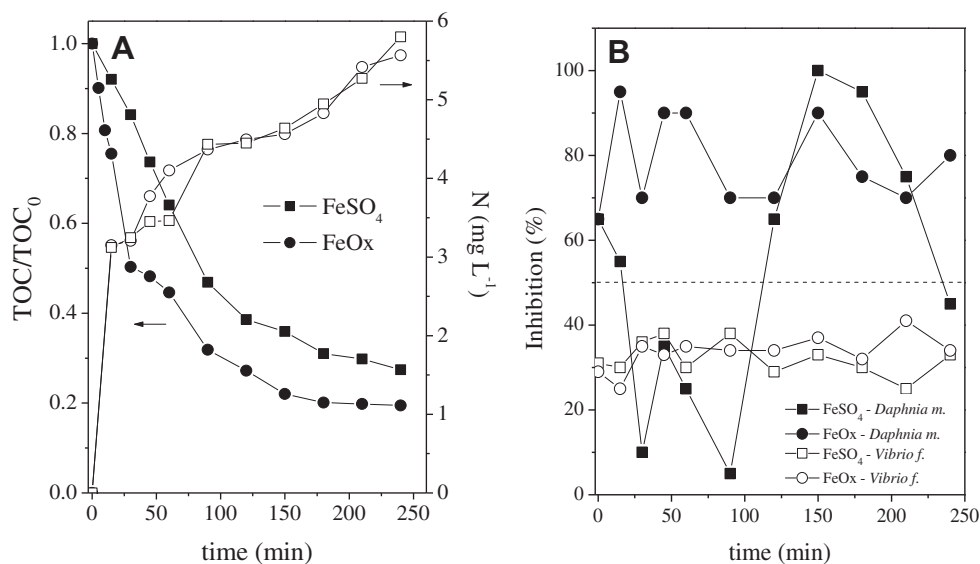 A
1.0
0.8
0.6
0.4
0.2
0.0
TOC/TOC₀
6
5
4
3
2
1
0
N (mg L⁻¹)
FeSO₄
FeOx
0 50 100 150 200 250
time (min)
B
100
80
60
40
20
0
Inhibition (%)
FeSO₄ - Daphnia m.
FeOx - Daphnia m.
FeSO₄ - Vibrio f.
FeOx - Vibrio f.
0 50 100 150 200 250
time (min)